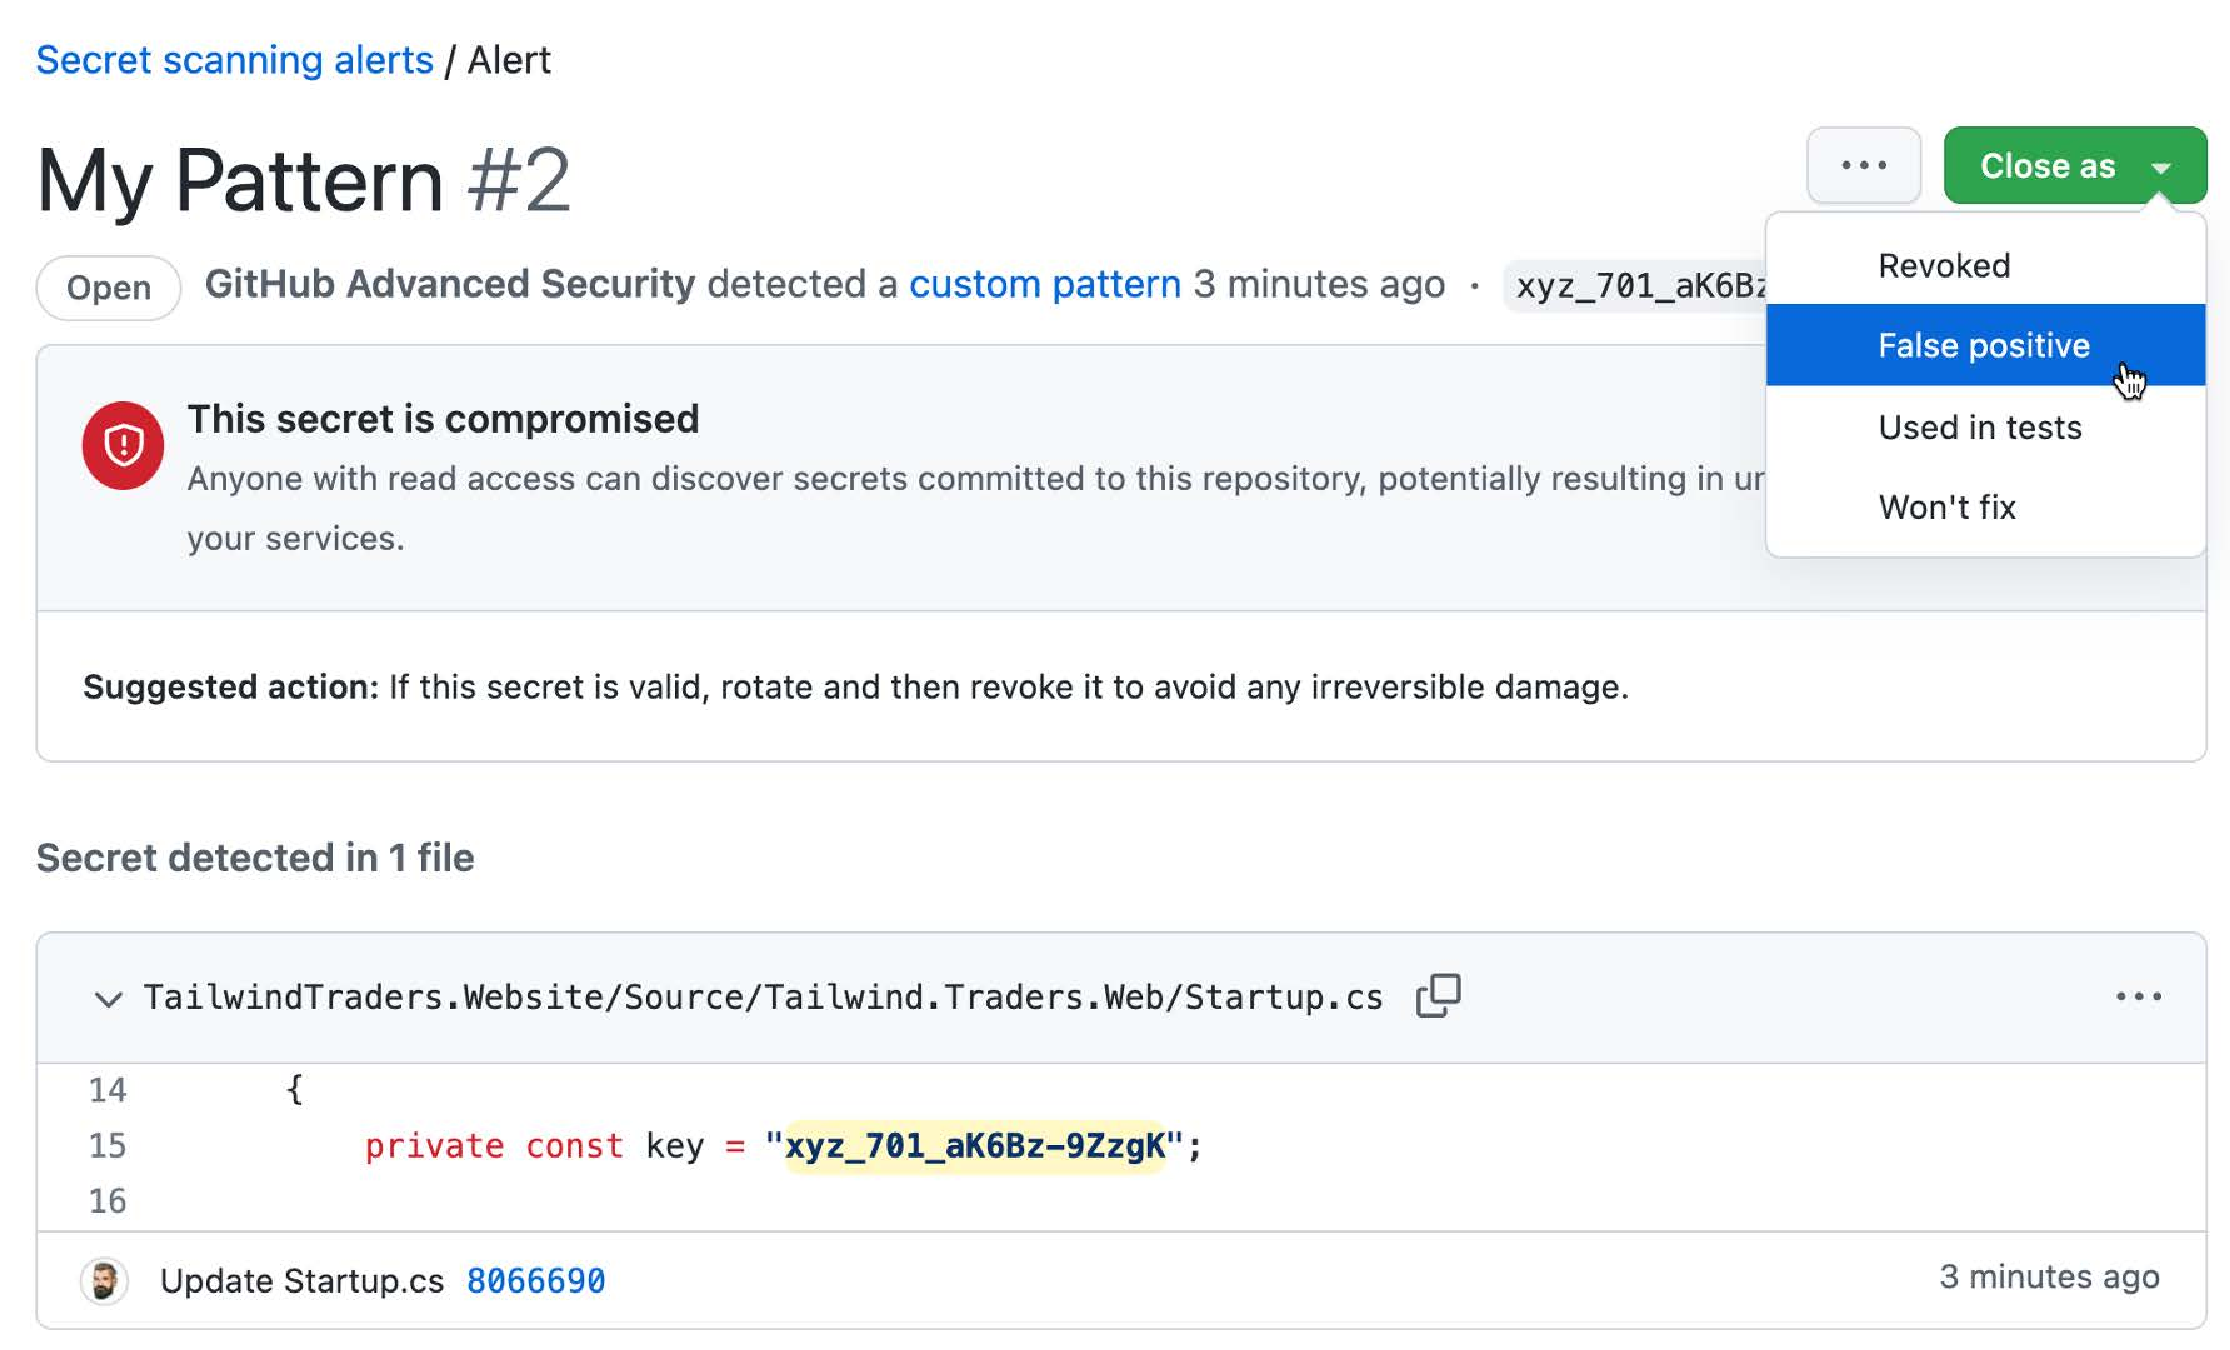 Secret scanning alerts / Alert
My Pattern #2
... Close as
Open GitHub Advanced Security detected a custom pattern 3 minutes ago · xyz_701_aK6Bz
Revoked
False positive
Used in tests
Won't fix
This secret is compromised
Anyone with read access can discover secrets committed to this repository, potentially resulting in
your services.
Suggested action: If this secret is valid, rotate and then revoke it to avoid any irreversible damage.
Secret detected in 1 file
TailwindTraders.Website/Source/Tailwind.Traders.Web/Startup.cs ...
14 {
15 private const key = "xyz_701_aK6Bz-9ZzgK";
16
Update Startup.cs 8066690 3 minutes ago